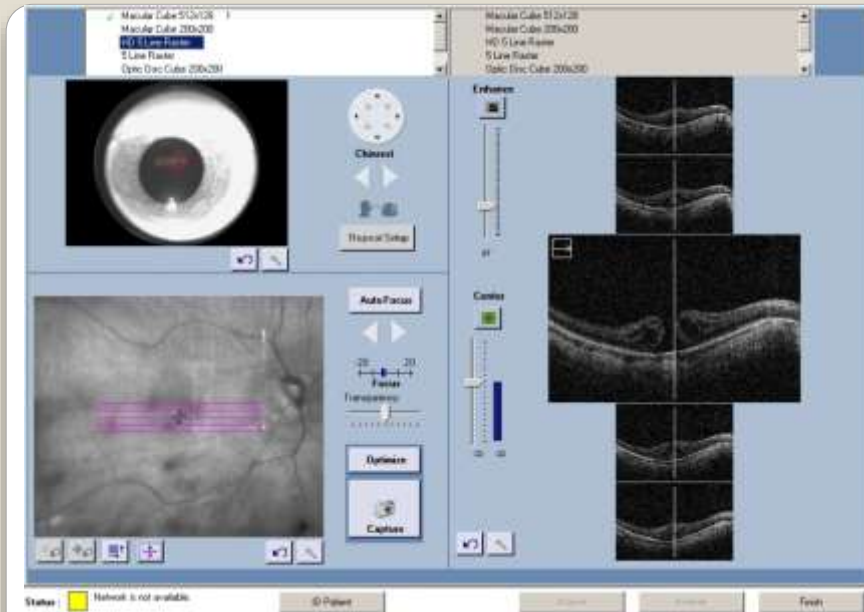 Macular Cube 512x128
Macular Cube 200x200
HD 5 Line Raster
5 Line Raster
Optic Disc Cube 200x200
Macular Cube 512x128
Macular Cube 200x200
HD 5 Line Raster
5 Line Raster
Optic Disc Cube 200x200
Enhance
Chinrest
Repeat Setup
Center
Auto Focus
-20 20
Focus
Transparency
Optimize
Capture
Status :
Network is not available.
ID Patient
Finish